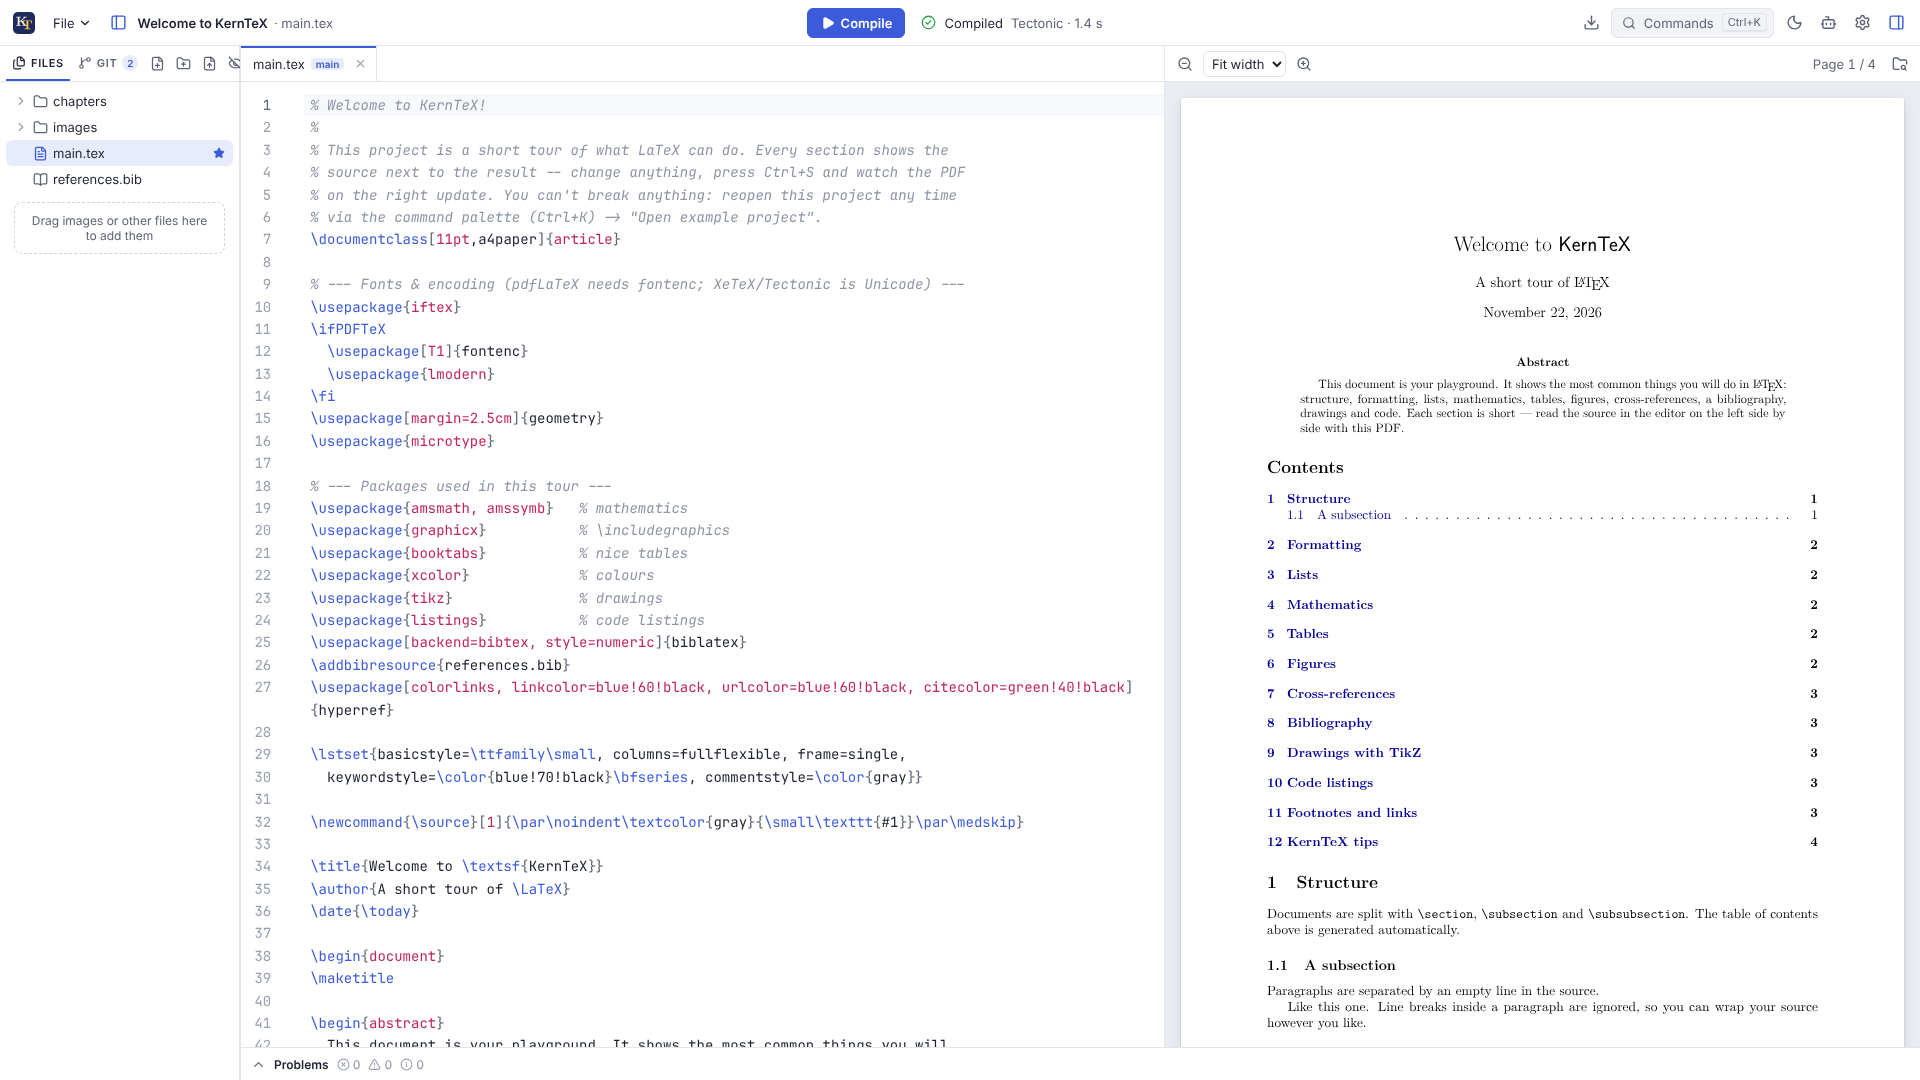 KT File Welcome to KernTeX · main.tex Compile Compiled Tectonic · 1.4 s Commands Ctrl+K
FILES GIT 2
chapters
images
main.tex
references.bib
Drag images or other files here
to add them
main.tex main ×
1 % Welcome to KernTeX!
2 %
3 % This project is a short tour of what LaTeX can do. Every section shows the
4 % source next to the result -- change anything, press Ctrl+S and watch the PDF
5 % on the right update. You can't break anything: reopen this project any time
6 % via the command palette (Ctrl+K) -> "Open example project".
7 \documentclass[11pt,a4paper]{article}
8
9 % --- Fonts & encoding (pdfLaTeX needs fontenc; XeTeX/Tectonic is Unicode) ---
10 \usepackage{iftex}
11 \ifPDFTeX
12 \usepackage[T1]{fontenc}
13 \usepackage{lmodern}
14 \fi
15 \usepackage[margin=2.5cm]{geometry}
16 \usepackage{microtype}
17
18 % --- Packages used in this tour ---
19 \usepackage{amsmath, amssymb} % mathematics
20 \usepackage{graphicx} % \includegraphics
21 \usepackage{booktabs} % nice tables
22 \usepackage{xcolor} % colours
23 \usepackage{tikz} % drawings
24 \usepackage{listings} % code listings
25 \usepackage[backend=bibtex, style=numeric]{biblatex}
26 \addbibresource{references.bib}
27 \usepackage[colorlinks, linkcolor=blue!60!black, urlcolor=blue!60!black, citecolor=green!40!black]
{hyperref}
28
29 \lstset{basicstyle=\ttfamily\small, columns=fullflexible, frame=single,
30 keywordstyle=\color{blue!70!black}\bfseries, commentstyle=\color{gray}}
31
32 \newcommand{\source}[1]{\par\noindent\textcolor{gray}{\small\texttt{#1}}\par\medskip}
33
34 \title{Welcome to \textsf{KernTeX}}
35 \author{A short tour of \LaTeX}
36 \date{\today}
37
38 \begin{document}
39 \maketitle
40
41 \begin{abstract}
42 This document is your playground. It shows the most common things you will
Problems 0 0 0
Fit width Page 1 / 4
Welcome to KernTeX
A short tour of LaTeX
November 22, 2026
Abstract
This document is your playground. It shows the most common things you will do in LaTeX:
structure, formatting, lists, mathematics, tables, figures, cross-references, a bibliography,
drawings and code. Each section is short — read the source in the editor on the left side by
side with this PDF.
Contents
1 Structure 1
1.1 A subsection . . . . . . . . . . . . . . . . . . . . . . . . . . . . . . . . . . . . . . 1
2 Formatting 2
3 Lists 2
4 Mathematics 2
5 Tables 2
6 Figures 2
7 Cross-references 3
8 Bibliography 3
9 Drawings with TikZ 3
10 Code listings 3
11 Footnotes and links 3
12 KernTeX tips 4
1 Structure
Documents are split with \section, \subsection and \subsubsection. The table of contents
above is generated automatically.
1.1 A subsection
Paragraphs are separated by an empty line in the source.
Like this one. Line breaks inside a paragraph are ignored, so you can wrap your source
however you like.